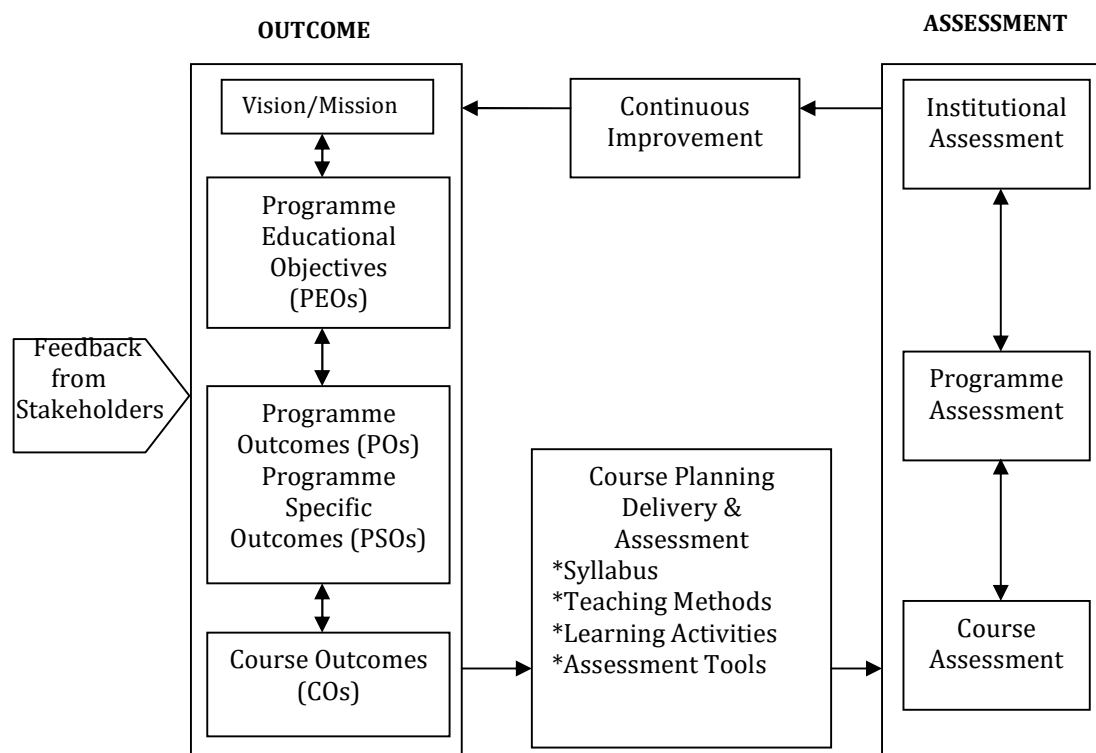 OUTCOME
ASSESSMENT
Vision/Mission
Continuous
Improvement
Institutional
Assessment
Programme
Educational
Objectives
(PEOs)
Feedback
from
Stakeholders
Programme
Outcomes (POs)
Programme
Specific
Outcomes (PSOs)
Programme
Assessment
Course Planning
Delivery &
Assessment
*Syllabus
*Teaching Methods
*Learning Activities
*Assessment Tools
Course Outcomes
(COs)
Course
Assessment